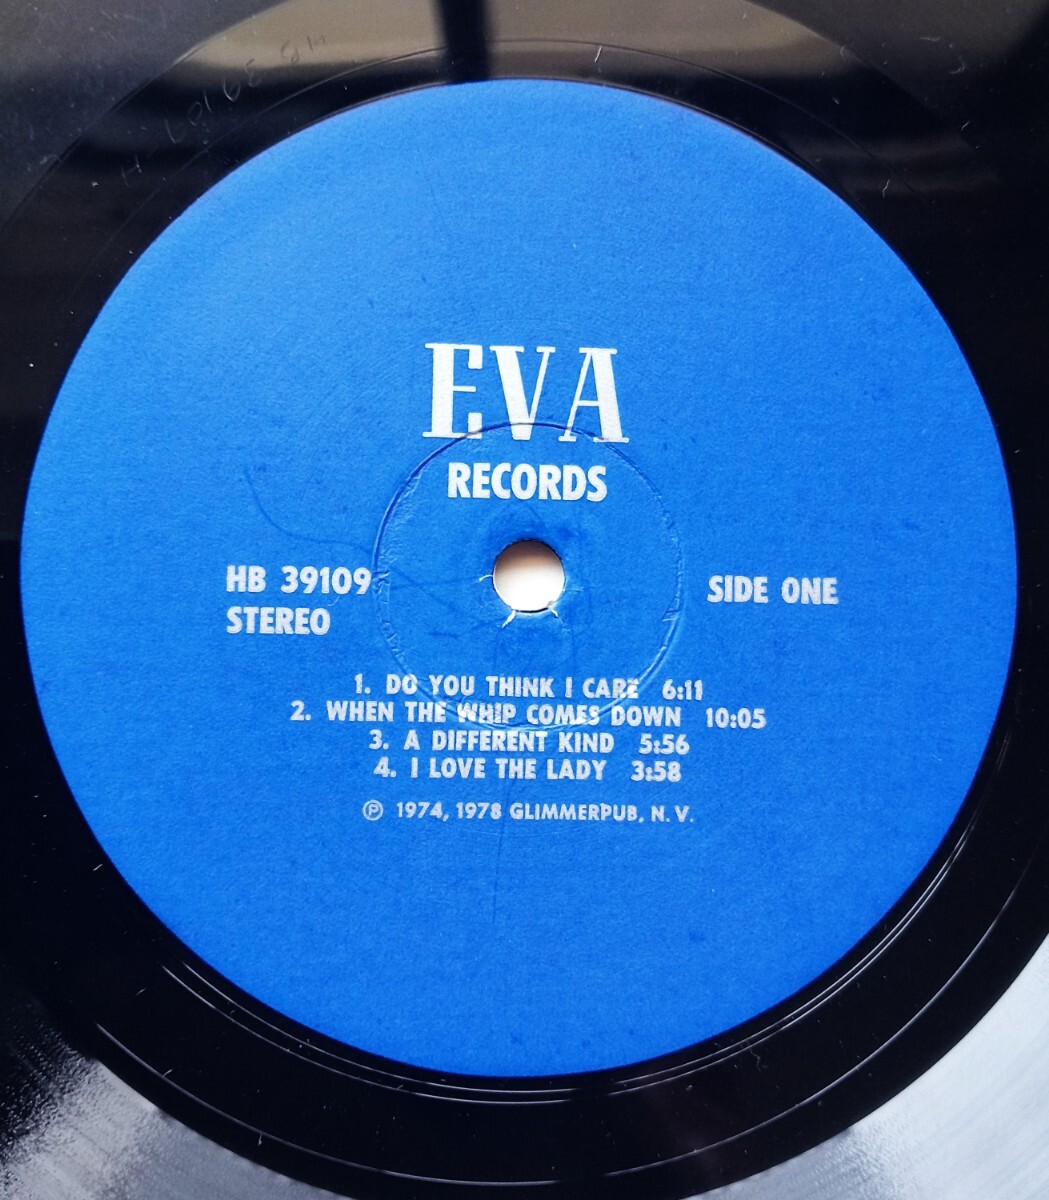 EVA
RECORDS
HB 39109
STEREO
SIDE ONE
1. DO YOU THINK I CARE 6:11
2. WHEN THE WHIP COMES DOWN 10:05
3. A DIFFERENT KIND 5:56
4. I LOVE THE LADY 3:58
℗ 1974, 1978 GLIMMERPUB, N. V.